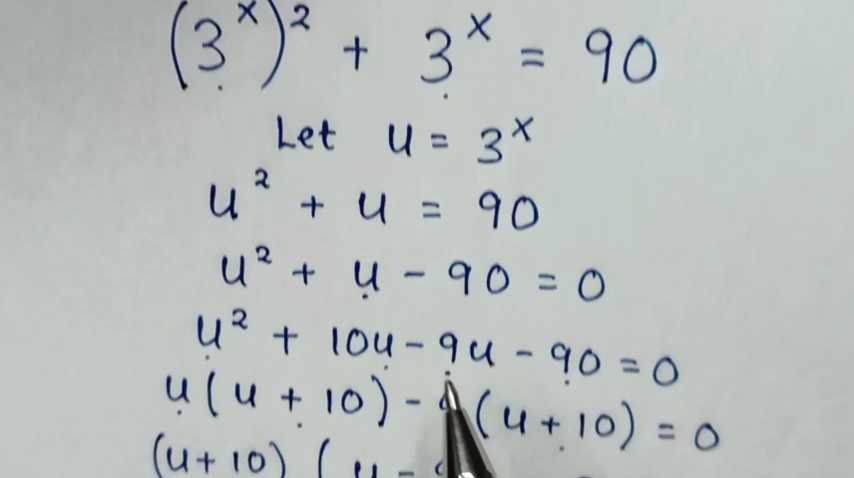 (3^x)^2 + 3^x = 90
Let u = 3^x
u^2 + u = 90
u^2 + u - 90 = 0
u^2 + 10u - 9u - 90 = 0
u(u + 10) - 9(u + 10) = 0
(u + 10) (u -